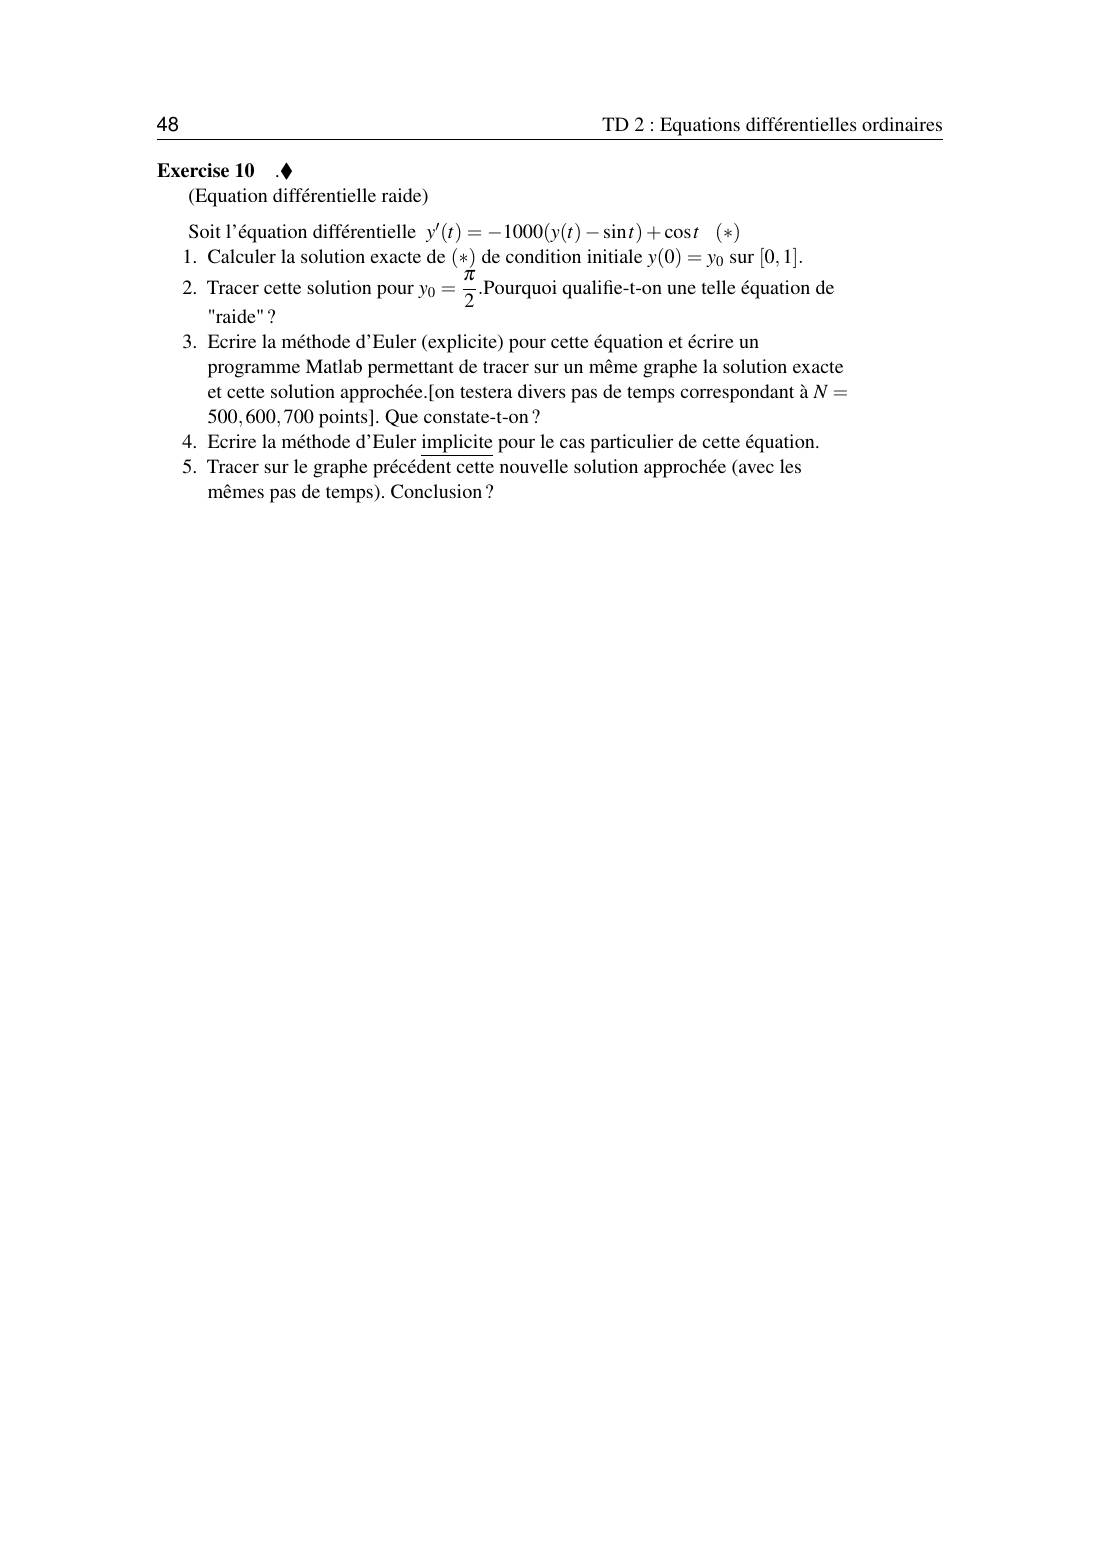 48 TD 2 : Equations différentielles ordinaires
Exercise 10 .♦
(Equation différentielle raide)
Soit l'équation différentielle y′(t) = −1000(y(t) − sin t) + cos t (∗)
1. Calculer la solution exacte de (∗) de condition initiale y(0) = y₀ sur [0, 1].
2. Tracer cette solution pour y₀ = π/2.Pourquoi qualifie-t-on une telle équation de
"raide" ?
3. Ecrire la méthode d'Euler (explicite) pour cette équation et écrire un
programme Matlab permettant de tracer sur un même graphe la solution exacte
et cette solution approchée.[on testera divers pas de temps correspondant à N =
500, 600, 700 points]. Que constate-t-on ?
4. Ecrire la méthode d'Euler implicite pour le cas particulier de cette équation.
5. Tracer sur le graphe précédent cette nouvelle solution approchée (avec les
mêmes pas de temps). Conclusion ?